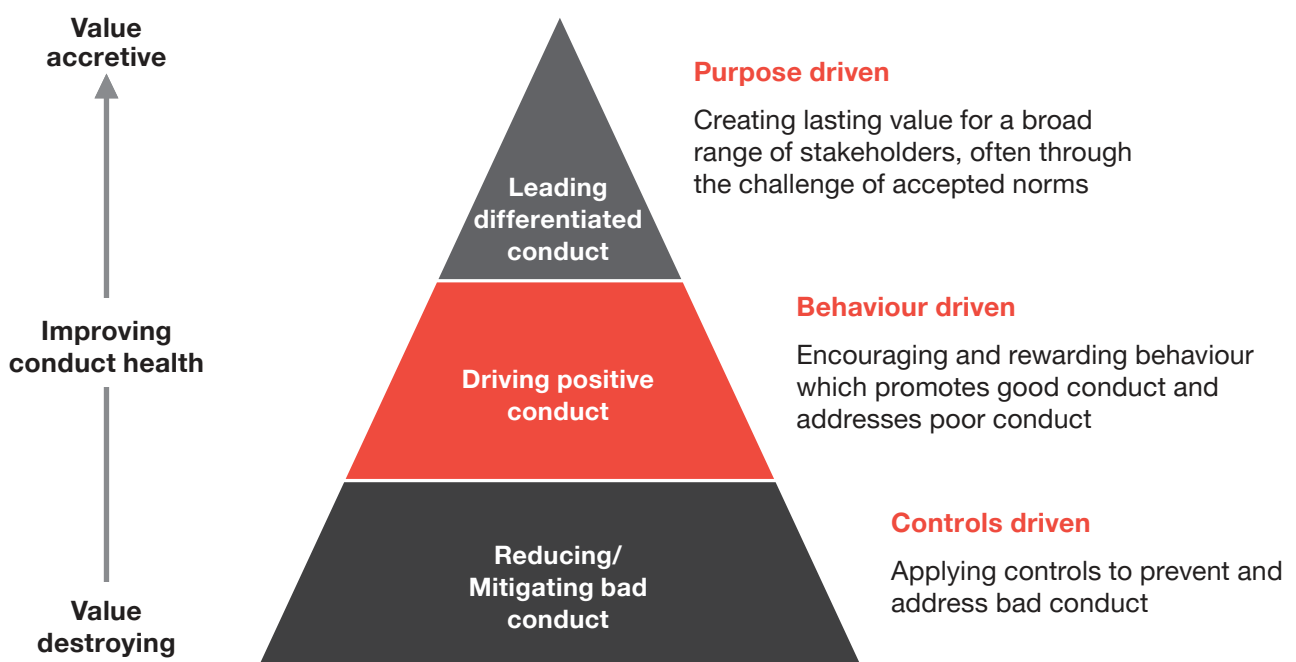 Value
accretive
Improving
conduct health
Value
destroying
Leading
differentiated
conduct
Driving positive
conduct
Reducing/
Mitigating bad
conduct
Purpose driven
Creating lasting value for a broad
range of stakeholders, often through
the challenge of accepted norms
Behaviour driven
Encouraging and rewarding behaviour
which promotes good conduct and
addresses poor conduct
Controls driven
Applying controls to prevent and
address bad conduct